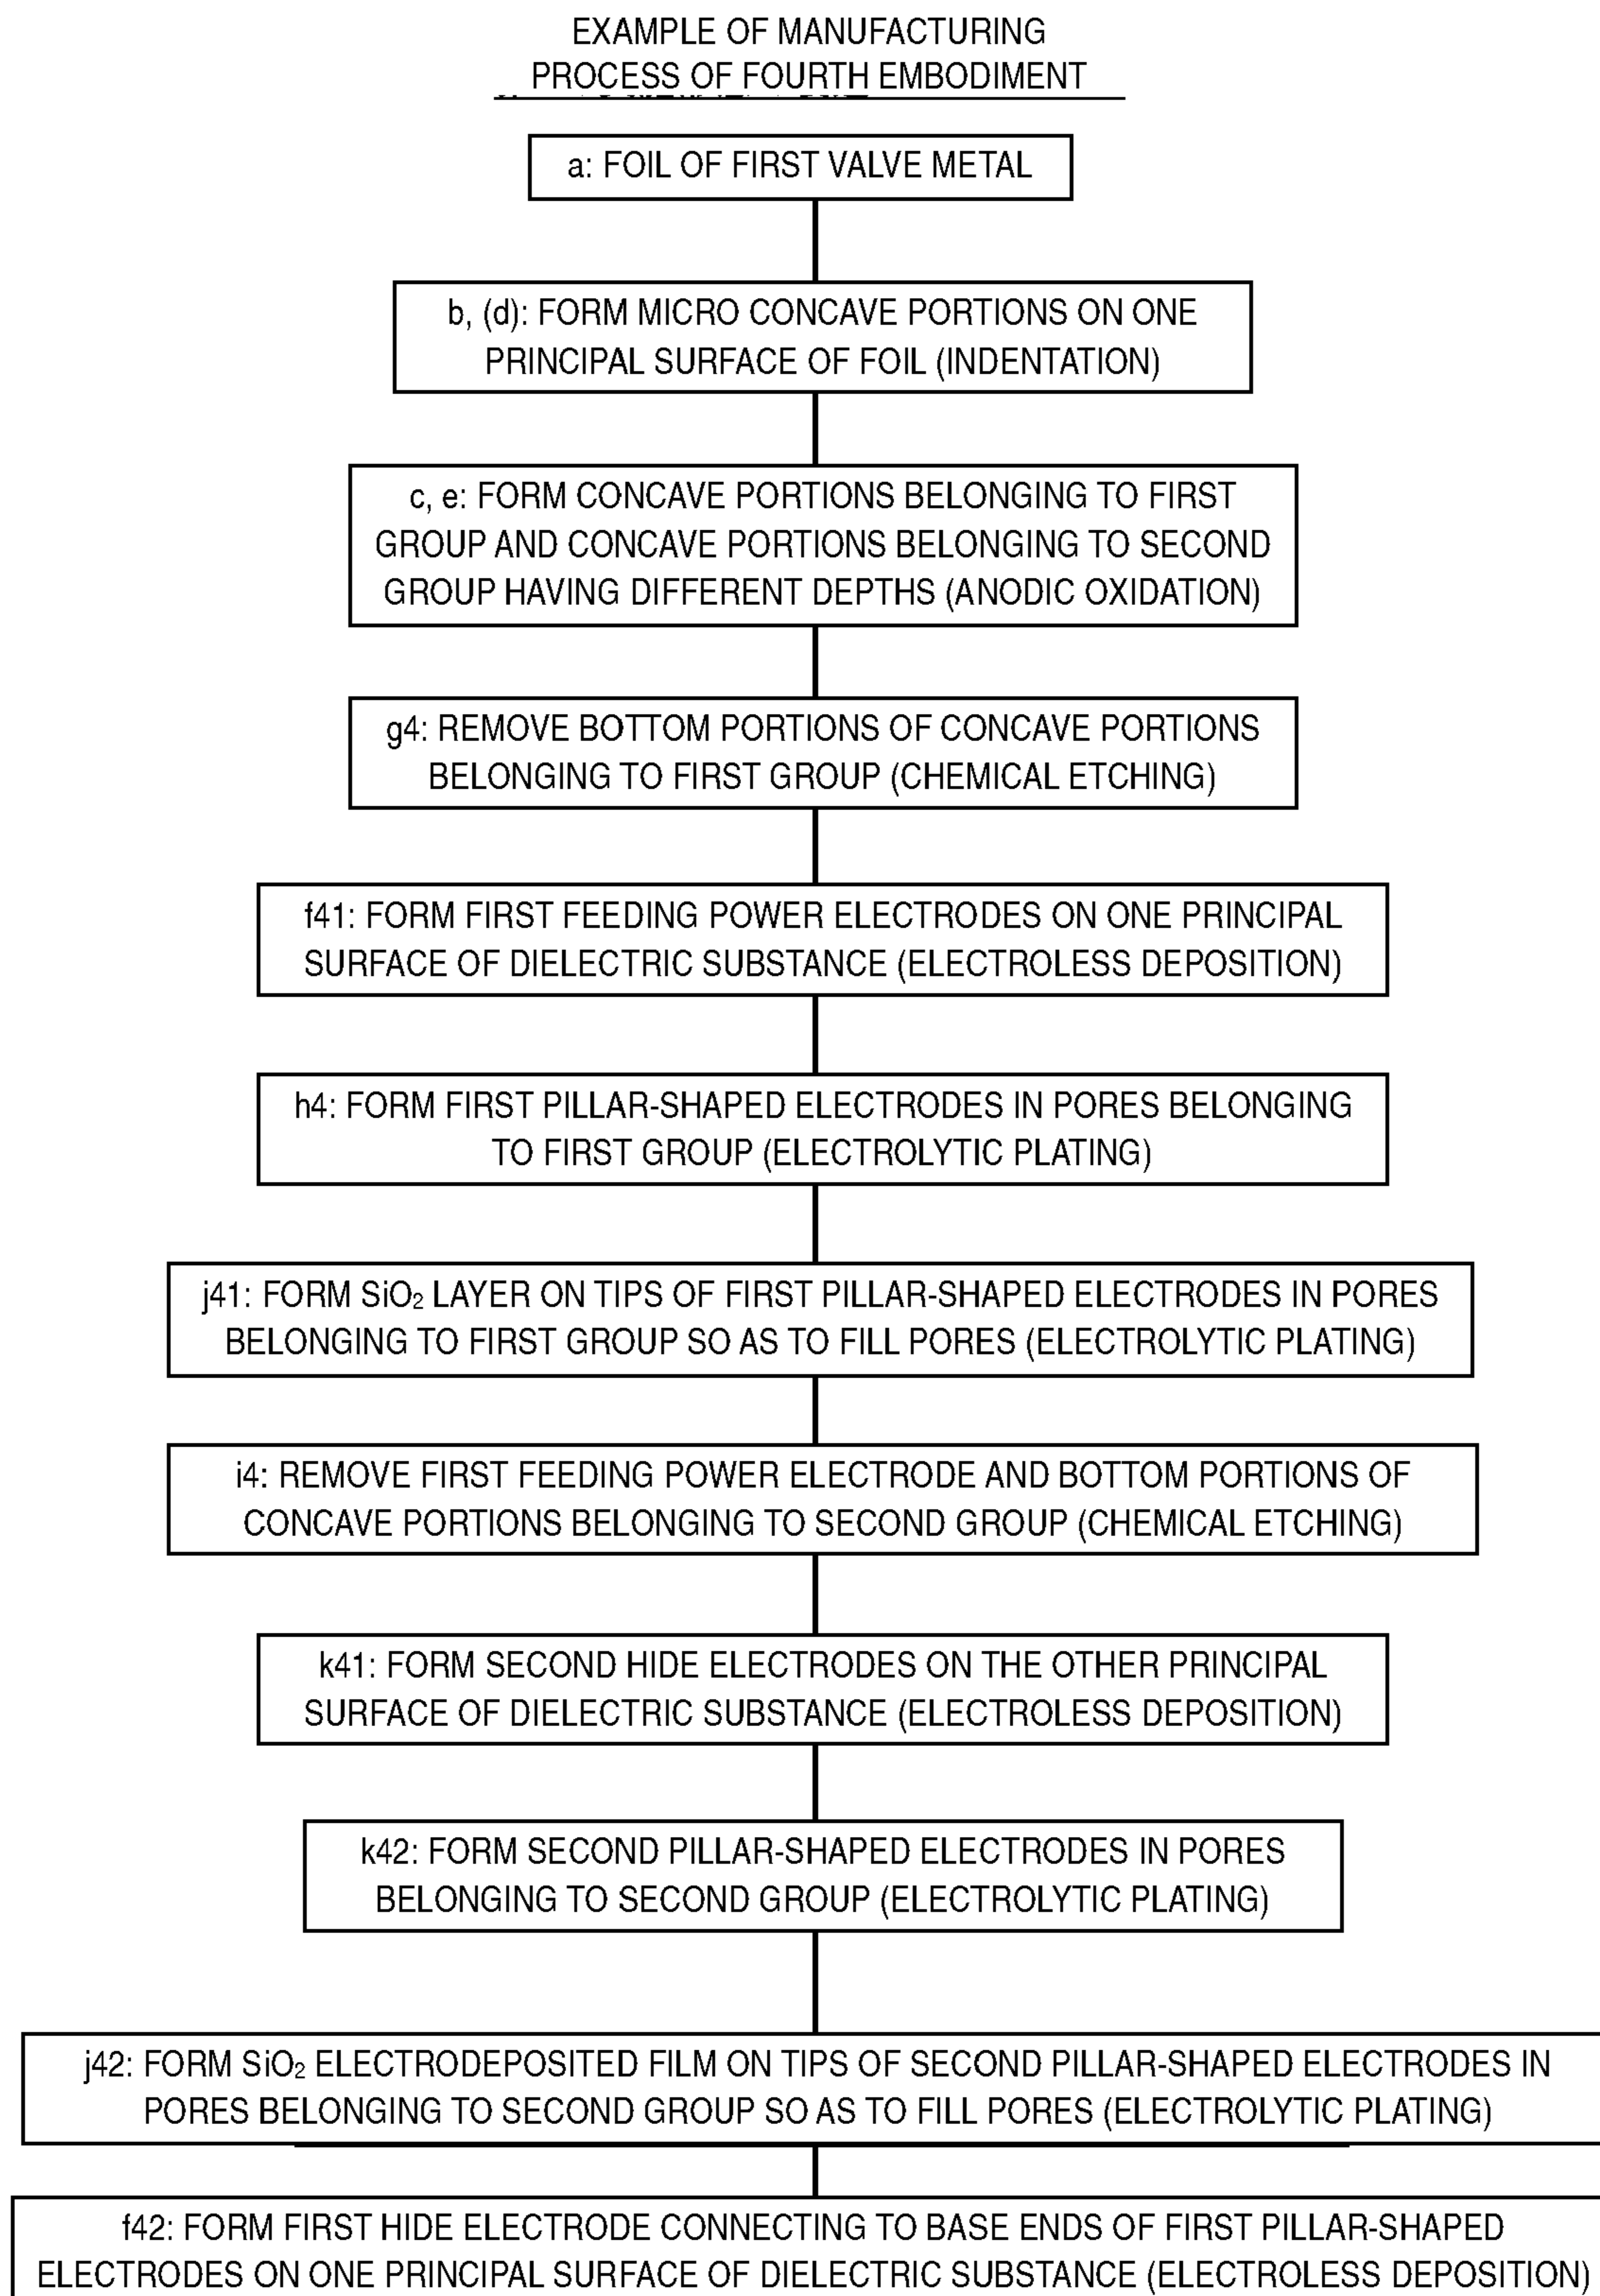 EXAMPLE OF MANUFACTURING
PROCESS OF FOURTH EMBODIMENT
a: FOIL OF FIRST VALVE METAL
b, (d): FORM MICRO CONCAVE PORTIONS ON ONE
PRINCIPAL SURFACE OF FOIL (INDENTATION)
c, e: FORM CONCAVE PORTIONS BELONGING TO FIRST
GROUP AND CONCAVE PORTIONS BELONGING TO SECOND
GROUP HAVING DIFFERENT DEPTHS (ANODIC OXIDATION)
g4: REMOVE BOTTOM PORTIONS OF CONCAVE PORTIONS
BELONGING TO FIRST GROUP (CHEMICAL ETCHING)
f41: FORM FIRST FEEDING POWER ELECTRODES ON ONE PRINCIPAL
SURFACE OF DIELECTRIC SUBSTANCE (ELECTROLESS DEPOSITION)
h4: FORM FIRST PILLAR-SHAPED ELECTRODES IN PORES BELONGING
TO FIRST GROUP (ELECTROLYTIC PLATING)
j41: FORM SiO₂ LAYER ON TIPS OF FIRST PILLAR-SHAPED ELECTRODES IN PORES
BELONGING TO FIRST GROUP SO AS TO FILL PORES (ELECTROLYTIC PLATING)
i4: REMOVE FIRST FEEDING POWER ELECTRODE AND BOTTOM PORTIONS OF
CONCAVE PORTIONS BELONGING TO SECOND GROUP (CHEMICAL ETCHING)
k41: FORM SECOND HIDE ELECTRODES ON THE OTHER PRINCIPAL
SURFACE OF DIELECTRIC SUBSTANCE (ELECTROLESS DEPOSITION)
k42: FORM SECOND PILLAR-SHAPED ELECTRODES IN PORES
BELONGING TO SECOND GROUP (ELECTROLYTIC PLATING)
j42: FORM SiO₂ ELECTRODEPOSITED FILM ON TIPS OF SECOND PILLAR-SHAPED ELECTRODES IN
PORES BELONGING TO SECOND GROUP SO AS TO FILL PORES (ELECTROLYTIC PLATING)
f42: FORM FIRST HIDE ELECTRODE CONNECTING TO BASE ENDS OF FIRST PILLAR-SHAPED
ELECTRODES ON ONE PRINCIPAL SURFACE OF DIELECTRIC SUBSTANCE (ELECTROLESS DEPOSITION)